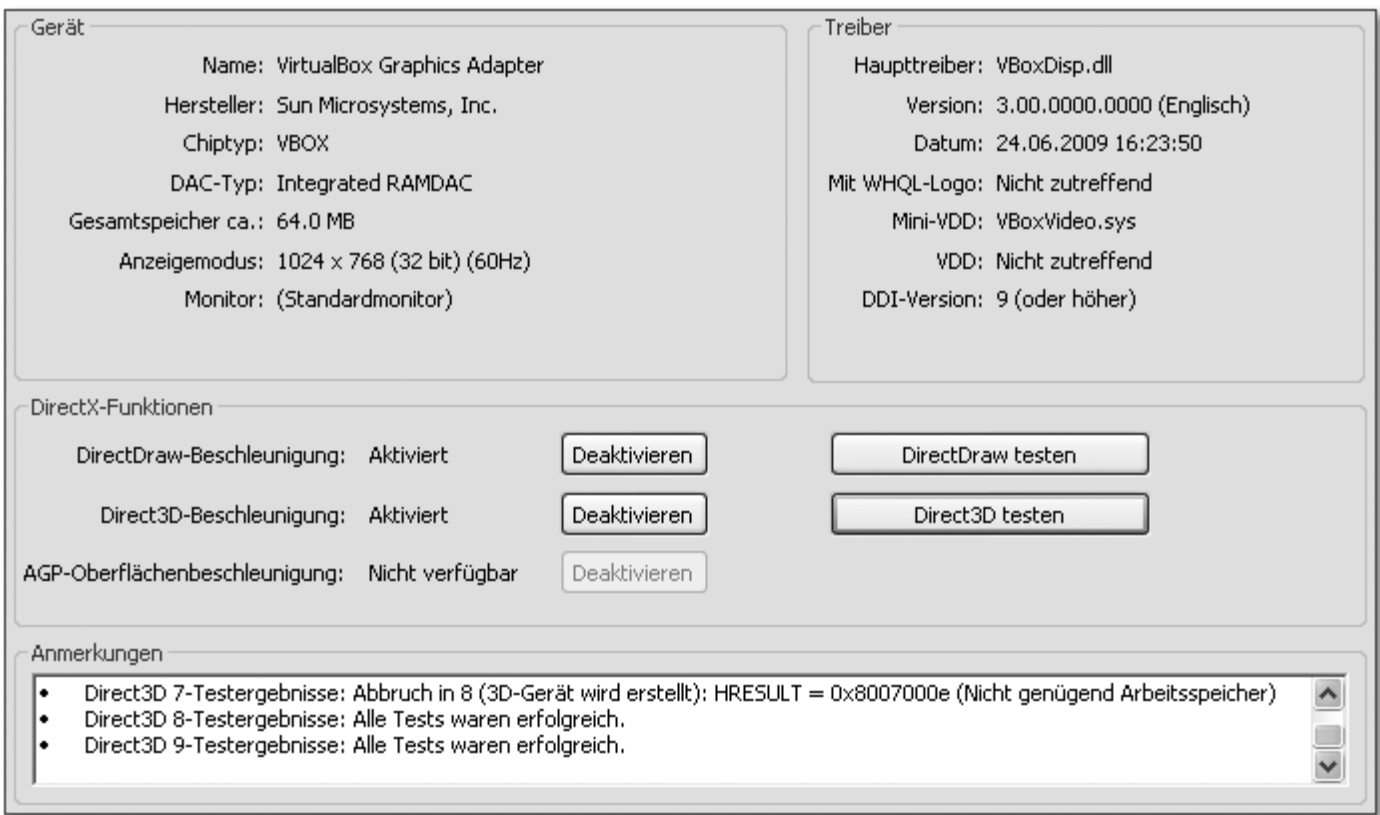 Gerät
Name: VirtualBox Graphics Adapter
Hersteller: Sun Microsystems, Inc.
Chiptyp: VBOX
DAC-Typ: Integrated RAMDAC
Gesamtspeicher ca.: 64.0 MB
Anzeigemodus: 1024 x 768 (32 bit) (60Hz)
Monitor: (Standardmonitor)
Treiber
Haupttreiber: VBoxDisp.dll
Version: 3.00.0000.0000 (Englisch)
Datum: 24.06.2009 16:23:50
Mit WHQL-Logo: Nicht zutreffend
Mini-VDD: VBoxVideo.sys
VDD: Nicht zutreffend
DDI-Version: 9 (oder höher)
DirectX-Funktionen
DirectDraw-Beschleunigung: Aktiviert Deaktivieren DirectDraw testen
Direct3D-Beschleunigung: Aktiviert Deaktivieren Direct3D testen
AGP-Oberflächenbeschleunigung: Nicht verfügbar Deaktivieren
Anmerkungen
• Direct3D 7-Testergebnisse: Abbruch in 8 (3D-Gerät wird erstellt): HRESULT = 0x8007000e (Nicht genügend Arbeitsspeicher)
• Direct3D 8-Testergebnisse: Alle Tests waren erfolgreich.
• Direct3D 9-Testergebnisse: Alle Tests waren erfolgreich.